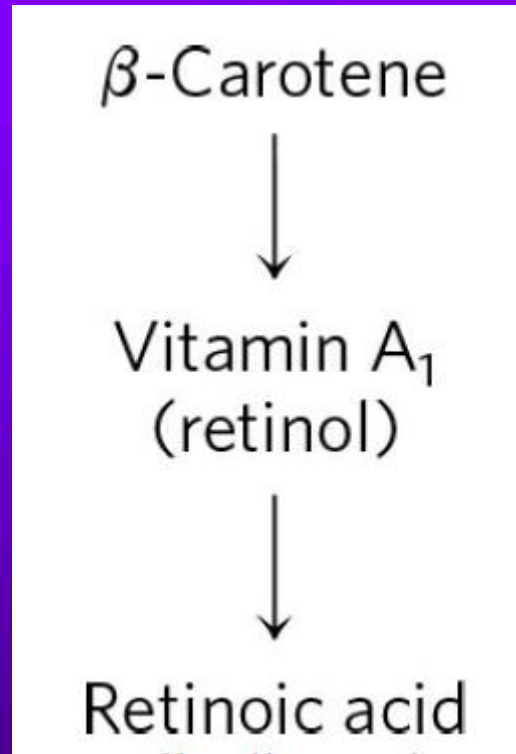 β-Carotene
Vitamin A₁
(retinol)
Retinoic acid